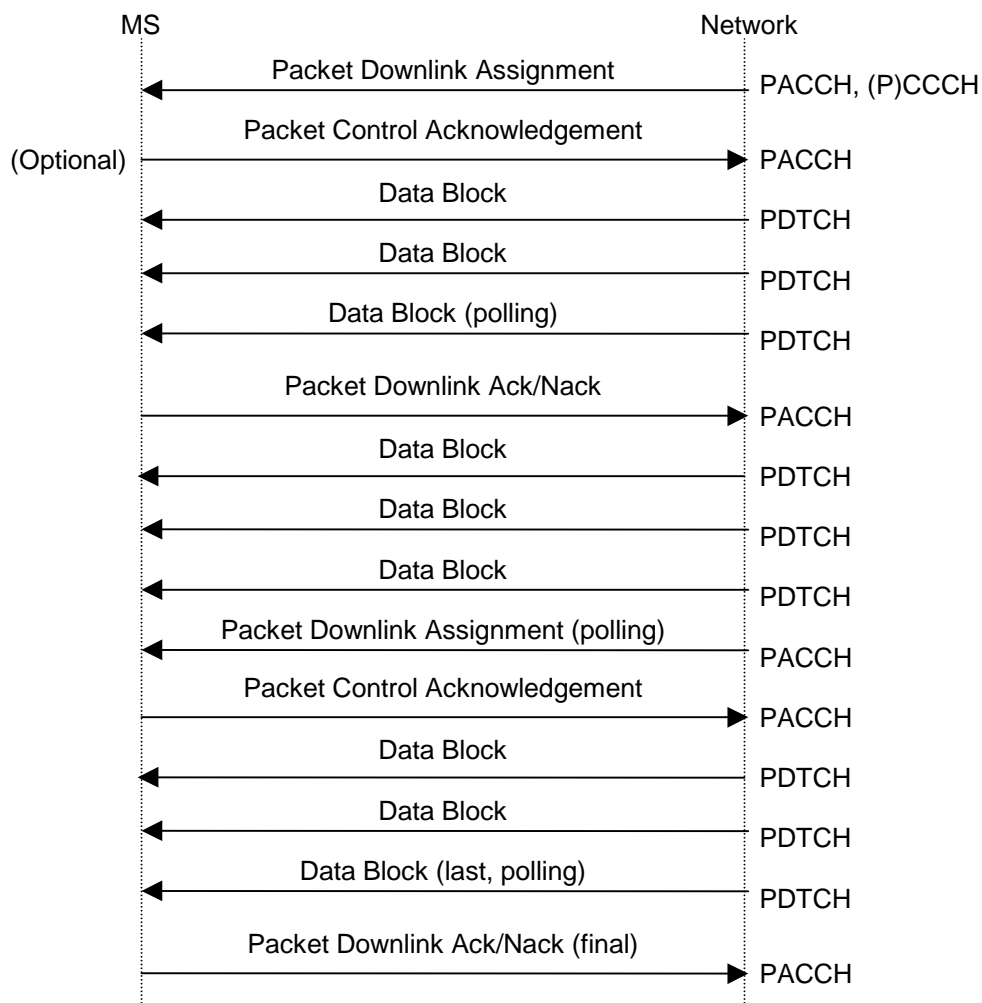 MS Network
Packet Downlink Assignment
PACCH, (P)CCCH
Packet Control Acknowledgement
(Optional) PACCH
Data Block
PDTCH
Data Block
PDTCH
Data Block (polling)
PDTCH
Packet Downlink Ack/Nack
PACCH
Data Block
PDTCH
Data Block
PDTCH
Data Block
PDTCH
Packet Downlink Assignment (polling)
PACCH
Packet Control Acknowledgement
PACCH
Data Block
PDTCH
Data Block
PDTCH
Data Block (last, polling)
PDTCH
Packet Downlink Ack/Nack (final)
PACCH